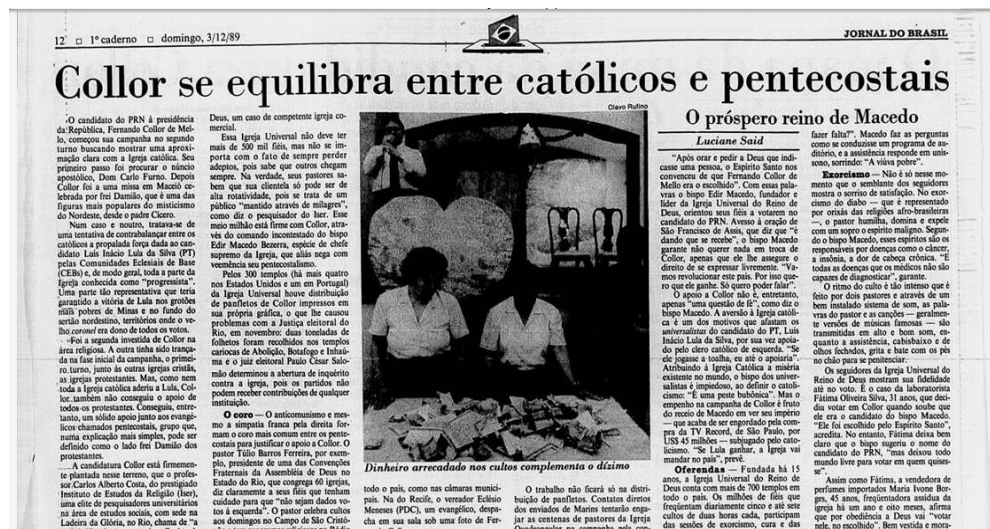 12 □ 1º caderno □ domingo, 3/12/89
JORNAL DO BRASIL
Collor se equilibra entre católicos e pentecostais
O candidato do PRN à presidência
da República, Fernando Collor de Mel-
lo, começou sua campanha no segundo
turno buscando mostrar uma aproxi-
mação clara com a Igreja católica. Seu
primeiro passo foi procurar o núncio
apostólico, Dom Carlo Furno. Depois
Collor foi a uma missa em Maceió ce-
lebrada por frei Damião, que é uma das
figuras mais populares do misticismo
do Nordeste, desde o padre Cícero.
Num caso e noutro, tratava-se de
uma tentativa de contrabalançar entre os
católicos a propalada força dada ao can-
didato Luís Inácio Lula da Silva (PT)
pelas Comunidades Eclesiais de Base
(CEBs) e, de modo geral, toda a parte da
Igreja conhecida como "progressista".
Uma parte tão representativa que teria
garantido a vitória de Lula nos grotões
mais pobres de Minas e no fundo do
sertão nordestino, territórios onde o ve-
lho coronel era dono de todos os votos.
Foi a segunda investida de Collor na
área religiosa. A outra tinha sido trança-
da na fase inicial da campanha, o primei-
ro turno, junto às outras igrejas cristãs,
as igrejas protestantes. Mas, como nem
toda a Igreja católica aderiu a Lula, Col-
lor também não conseguiu o apoio de
todos os protestantes. Conseguiu, entre-
tanto, um sólido apoio junto aos evangé-
licos chamados pentecostais, grupo que,
numa explicação mais simples, pode ser
definido como o lado frei Damião dos
protestantes.
A candidatura Collor está firmemen-
te plantada nesse terreno, que o profes-
sor Carlos Alberto Costa, do prestigiado
Instituto de Estudos da Religião (Iser),
uma elite de pesquisadores universitários
na área de estudos sociais, com sede na
Ladeira da Glória, no Rio, chama de "a
Deus, um caso de competente igreja co-
mercial.
Essa Igreja Universal não deve ter
mais de 500 mil fiéis, mas não se im-
porta com o fato de sempre perder
adeptos, pois sabe que outros chegam
sempre. Na verdade, seus pastores sa-
bem que sua clientela só pode ser de
alta rotatividade, pois se trata de um
público "mantido através de milagres",
como diz o pesquisador do Iser. Esse
meio milhão está firme com Collor, atra-
vés do comando incontestado do bispo
Edir Macedo Bezerra, espécie de chefe
supremo da Igreja, que aliás nega com
veemência seu pentecostalismo.
Pelos 300 templos (há mais quatro
nos Estados Unidos e um em Portugal)
da Igreja Universal houve distribuição
de panfletos de Collor impressos em
sua própria gráfica, o que lhe causou
problemas com a Justiça eleitoral do
Rio, em novembro: duas toneladas de
folhetos foram recolhidos nos templos
cariocas de Abolição, Botafogo e Inhaú-
ma e o juiz eleitoral Paulo César Salo-
mão determinou a abertura de inquérito
contra a igreja, pois os partidos não
podem receber contribuições de qualquer
instituição.
O coro — O anticomunismo e mes-
mo a simpatia franca pela direita for-
mam o coro mais comum entre os pente-
costais para justificar o apoio a Collor. O
pastor Túlio Barros Ferreira, por exem-
plo, presidente de uma das Convenções
Fraternais da Assembléia de Deus no
Estado do Rio, que congrega 60 igrejas,
diz claramente a seus fiéis que tenham
cuidado para que "não sejam dados vo-
tos à esquerda". O pastor celebra cultos
aos domingos no Campo de São Cristó-
Olavo Rufino
Dinheiro arrecadado nos cultos complementa o dízimo
todo o país, como nas câmaras munici-
pais. Na do Recife, o vereador Eclésio
Meneses (PDC), um evangélico, despa-
cha em sua sala sob uma foto de Fer-
O trabalho não ficará só na distri-
buição de panfletos. Contatos diretos
dos enviados de Marins tentarão enga-
jar as centenas de pastores da Igreja
O próspero reino de Macedo
Luciane Said
"Após orar e pedir a Deus que indi-
casse uma pessoa, o Espírito Santo nos
convenceu de que Fernando Collor de
Mello era o escolhido". Com essas pala-
vras o bispo Edir Macedo, fundador e
líder da Igreja Universal do Reino de
Deus, orientou seus fiéis a votarem no
candidato do PRN. Avesso à oração de
São Francisco de Assis, que diz que "é
dando que se recebe", o bispo Macedo
garante não querer nada em troca de
Collor, apenas que ele lhe assegure o
direito de se expressar livremente. "Va-
mos revolucionar este país. Por isso que-
ro que ele ganhe. Só quero poder falar".
O apoio a Collor não é, entretanto,
apenas "uma questão de fé", como diz o
bispo Macedo. A aversão à Igreja católi-
ca é um dos motivos que afastam os
universalistas do candidato do PT, Luís
Inácio Lula da Silva, por sua vez apoia-
do pelo clero católico de esquerda. "Se
ele jogasse a toalha, eu até o apoiaria".
Atribuindo à Igreja Católica a miséria
existente no mundo, o bispo dos univer-
salistas é impiedoso, ao definir o catoli-
cismo: "É uma peste bubônica". Mas o
empenho na campanha de Collor é fruto
do receio de Macedo em ver seu império
— que acaba de ser engordado pela com-
pra da TV Record, de São Paulo, por
US$ 45 milhões — subjugado pelo cato-
licismo. "Se Lula ganhar, a Igreja vai
mandar no país", prevê.
Oferendas — Fundada há 15
anos, a Igreja Universal do Reino de
Deus conta com mais de 700 templos em
todo o país. Os milhões de fiéis que
freqüentam diariamente cinco e até sete
cultos de duas horas cada, participam
das sessões de exorcismo, cura e da
fazer falta?". Macedo faz as perguntas
como se conduzisse um programa de au-
ditório, e a assistência responde em unís-
sono, sorrindo: "A viúva pobre".
Exorcismo — Não é só nesse mo-
mento que o semblante dos seguidores
mostra o sorriso de satisfação. No exor-
cismo do diabo — que é representado
por orixás das religiões afro-brasileiras
—, o pastor humilha, domina e expele
com um sopro o espírito maligno. Segun-
do o bispo Macedo, esses espíritos são os
responsáveis por doenças como o câncer,
a insônia, a dor de cabeça crônica. "E
todas as doenças que os médicos não são
capazes de diagnosticar", garante.
O ritmo do culto é tão intenso que é
feito por dois pastores e através de um
bem instalado sistema de som, as pala-
vras do pastor e as canções — geralmen-
te versões de músicas famosas — são
transmitidas em alto e bom som, en-
quanto a assistência, cabisbaixo e de
olhos fechados, grita e bate com os pés
no chão para se penitenciar.
Os seguidores da Igreja Universal do
Reino de Deus mostram sua fidelidade
até no voto. É o caso da laboratorista
Fátima Oliveira Silva, 31 anos, que deci-
diu votar em Collor quando soube que
ele era o candidato do bispo Macedo.
"Ele foi escolhido pelo Espírito Santo",
acredita. No entanto, Fátima deixa bem
claro que o bispo sugeriu o nome do
candidato do PRN, "mas deixou todo
mundo livre para votar em quem quises-
se".
Assim como Fátima, a vendedora de
perfumes importados Maria Ivone Bor-
ges, 45 anos, freqüentadora assídua da
igreja há um ano e oito meses, afirma
que por amor a Deus vai "votar